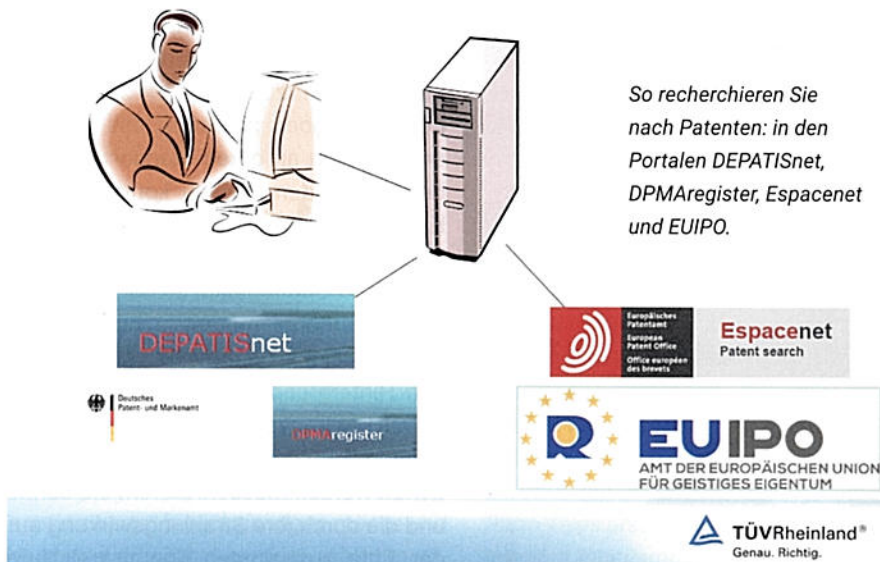 So recherchieren Sie
nach Patenten: in den
Portalen DEPATISnet,
DPMAregister, Espacenet
und EUIPO.
DEPATISnet
Europäisches
Patentamt
European
Patent Office
Office européen
des brevets
Espacenet
Patent search
Deutsches
Patent- und Markenamt
DPMAregister
EUIPO
AMT DER EUROPÄISCHEN UNION
FÜR GEISTIGES EIGENTUM
TÜVRheinland®
Genau. Richtig.